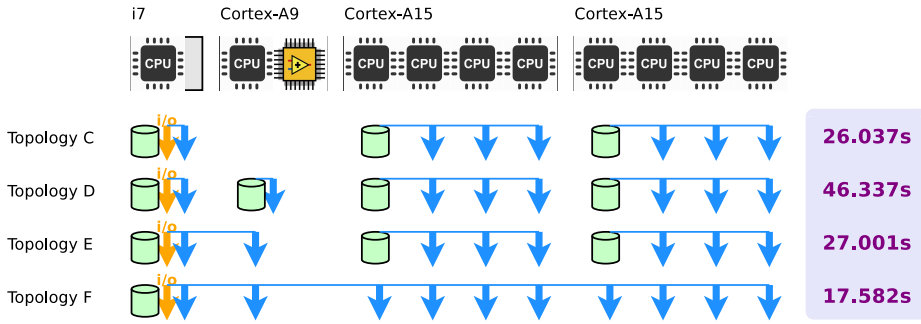 i7 Cortex-A9 Cortex-A15 Cortex-A15
CPU CPU CPU CPU CPU CPU CPU CPU CPU CPU
i/o
Topology C 26.037s
i/o
Topology D 46.337s
i/o
Topology E 27.001s
i/o
Topology F 17.582s